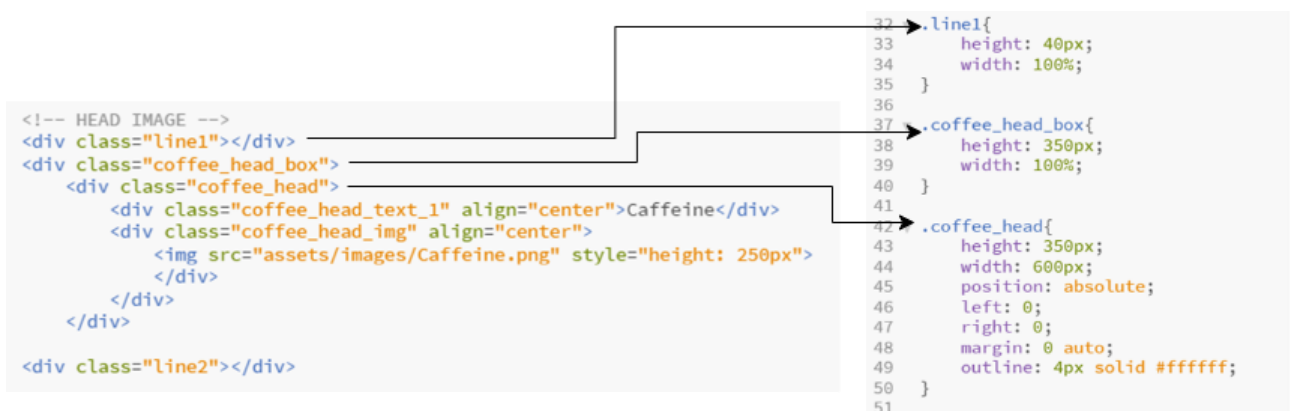 <!-- HEAD IMAGE -->
<div class="line1"></div>
<div class="coffee_head_box">
    <div class="coffee_head">
        <div class="coffee_head_text_1" align="center">Caffeine</div>
        <div class="coffee_head_img" align="center">
            <img src="assets/images/Caffeine.png" style="height: 250px">
            </div>
        </div>
    </div>
<div class="line2"></div>
32 .line1{
33     height: 40px;
34     width: 100%;
35 }
36
37 .coffee_head_box{
38     height: 350px;
39     width: 100%;
40 }
41
42 .coffee_head{
43     height: 350px;
44     width: 600px;
45     position: absolute;
46     left: 0;
47     right: 0;
48     margin: 0 auto;
49     outline: 4px solid #ffffff;
50 }
51